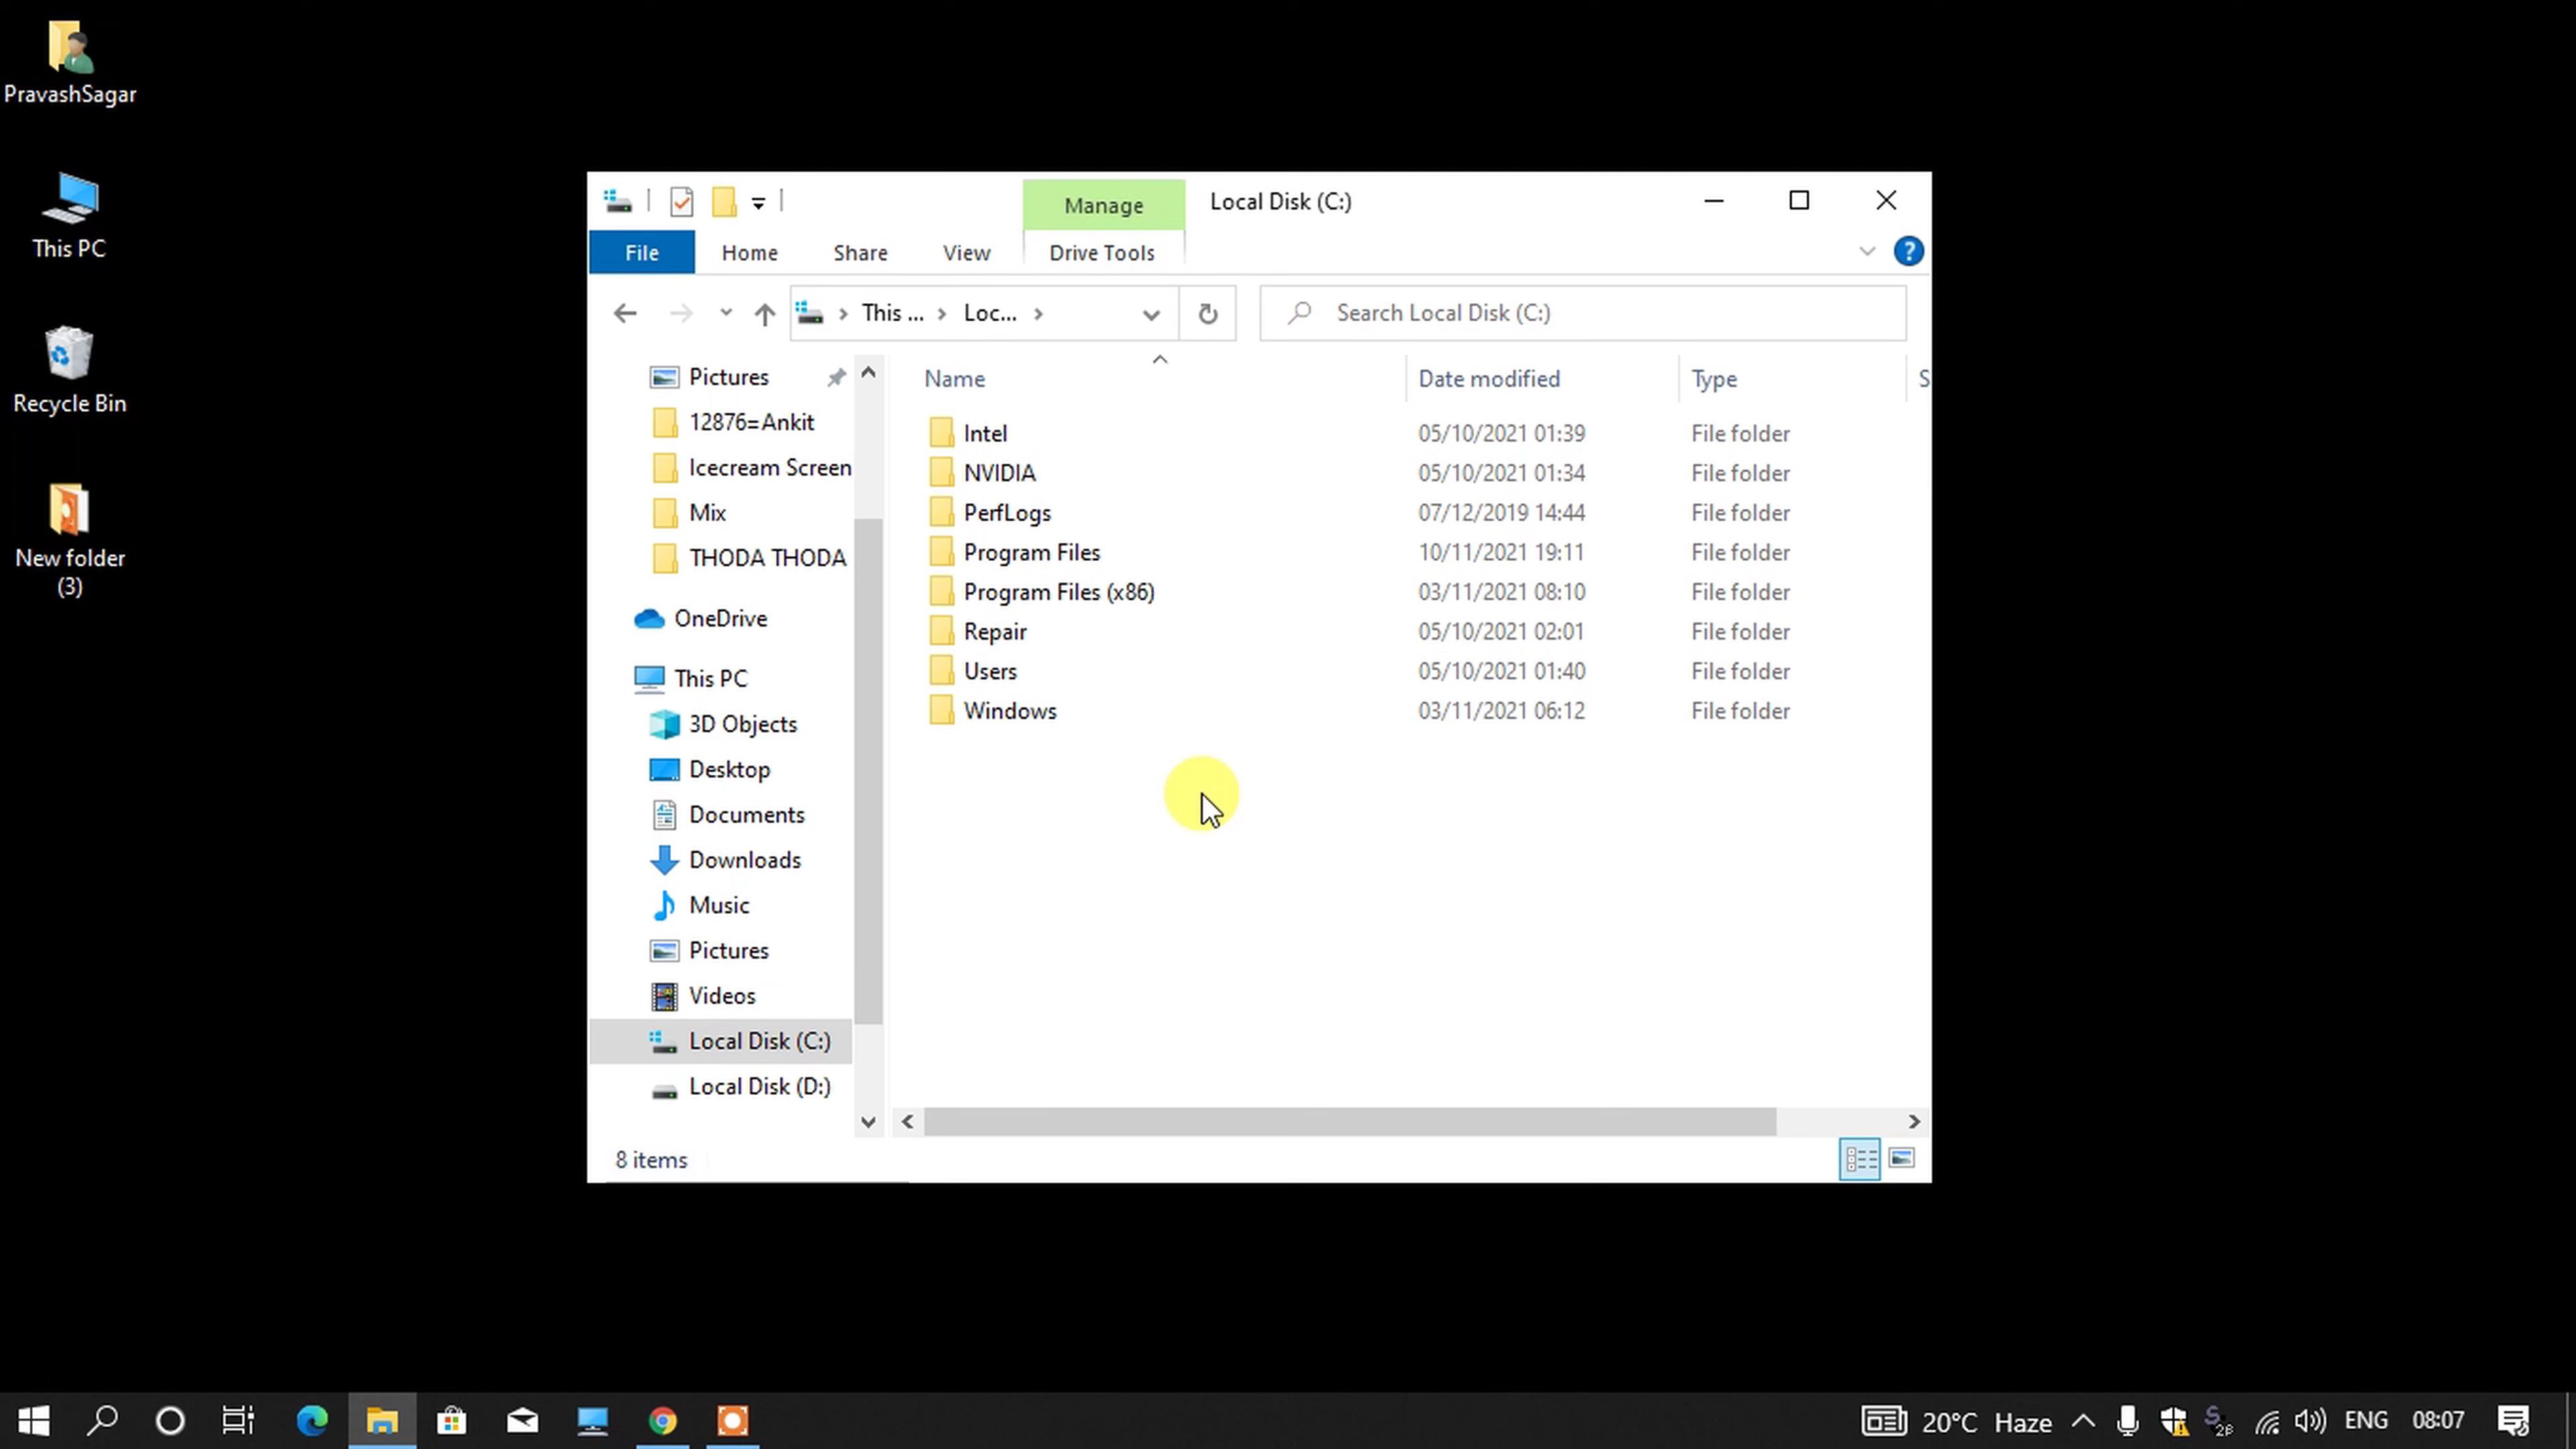 PravashSagar
This PC
Recycle Bin
New folder
(3)
Manage
Local Disk (C:)
File
Home
Share
View
Drive Tools
?
This ...
Loc...
Search Local Disk (C:)
Pictures
12876=Ankit
Icecream Screen
Mix
THODA THODA
OneDrive
This PC
3D Objects
Desktop
Documents
Downloads
Music
Pictures
Videos
Local Disk (C:)
Local Disk (D:)
Name Date modified Type S
Intel 05/10/2021 01:39 File folder
NVIDIA 05/10/2021 01:34 File folder
PerfLogs 07/12/2019 14:44 File folder
Program Files 10/11/2021 19:11 File folder
Program Files (x86) 03/11/2021 08:10 File folder
Repair 05/10/2021 02:01 File folder
Users 05/10/2021 01:40 File folder
Windows 03/11/2021 06:12 File folder
8 items
20°C Haze ENG 08:07